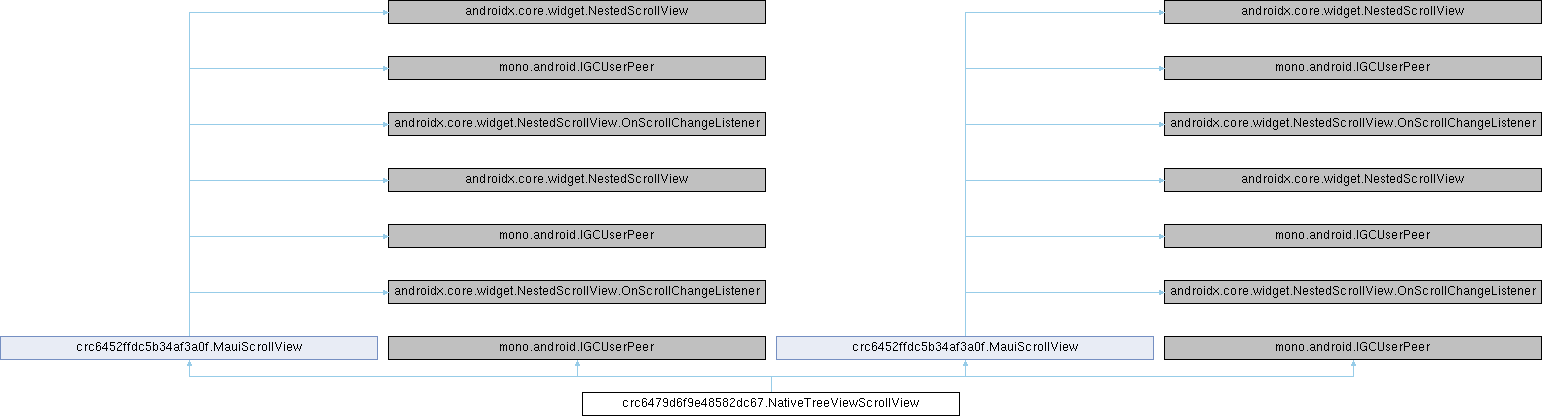 androidx.core.widget.NestedScrollView androidx.core.widget.NestedScrollView
mono.android.IGCUserPeer mono.android.IGCUserPeer
androidx.core.widget.NestedScrollView.OnScrollChangeListener androidx.core.widget.NestedScrollView.OnScrollChangeListener
androidx.core.widget.NestedScrollView androidx.core.widget.NestedScrollView
mono.android.IGCUserPeer mono.android.IGCUserPeer
androidx.core.widget.NestedScrollView.OnScrollChangeListener androidx.core.widget.NestedScrollView.OnScrollChangeListener
crc6452ffdc5b34af3a0f.MauiScrollView mono.android.IGCUserPeer crc6452ffdc5b34af3a0f.MauiScrollView mono.android.IGCUserPeer
crc6479d6f9e48582dc67.NativeTreeViewScrollView